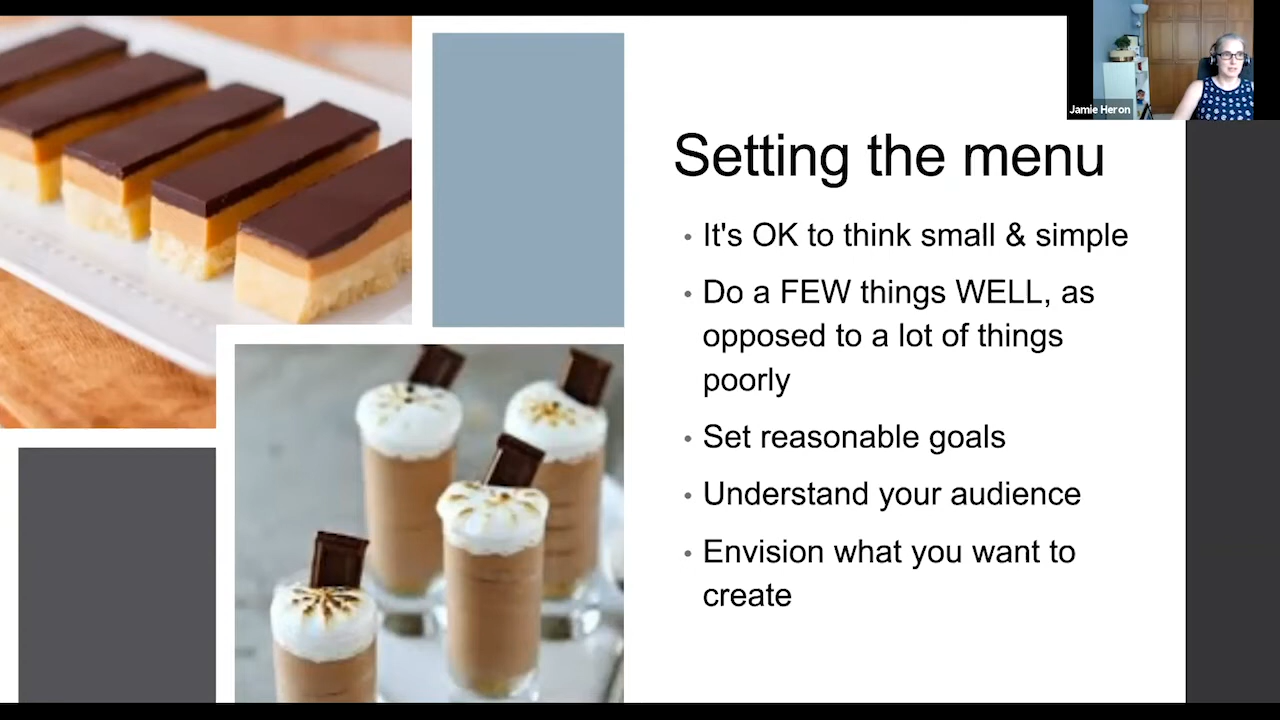 Jamie Heron
Setting the menu
• It's OK to think small & simple
• Do a FEW things WELL, as
opposed to a lot of things
poorly
• Set reasonable goals
• Understand your audience
• Envision what you want to
create